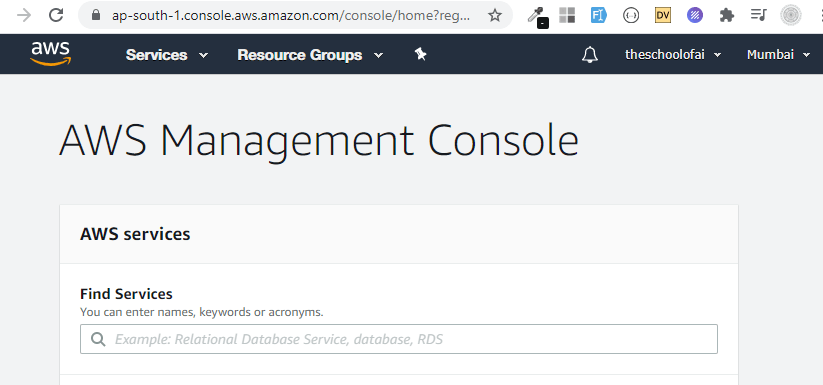 ap-south-1.console.aws.amazon.com/console/home?reg...
DV
aws Services Resource Groups theschoolofai Mumbai
AWS Management Console
AWS services
Find Services
You can enter names, keywords or acronyms.
Example: Relational Database Service, database, RDS